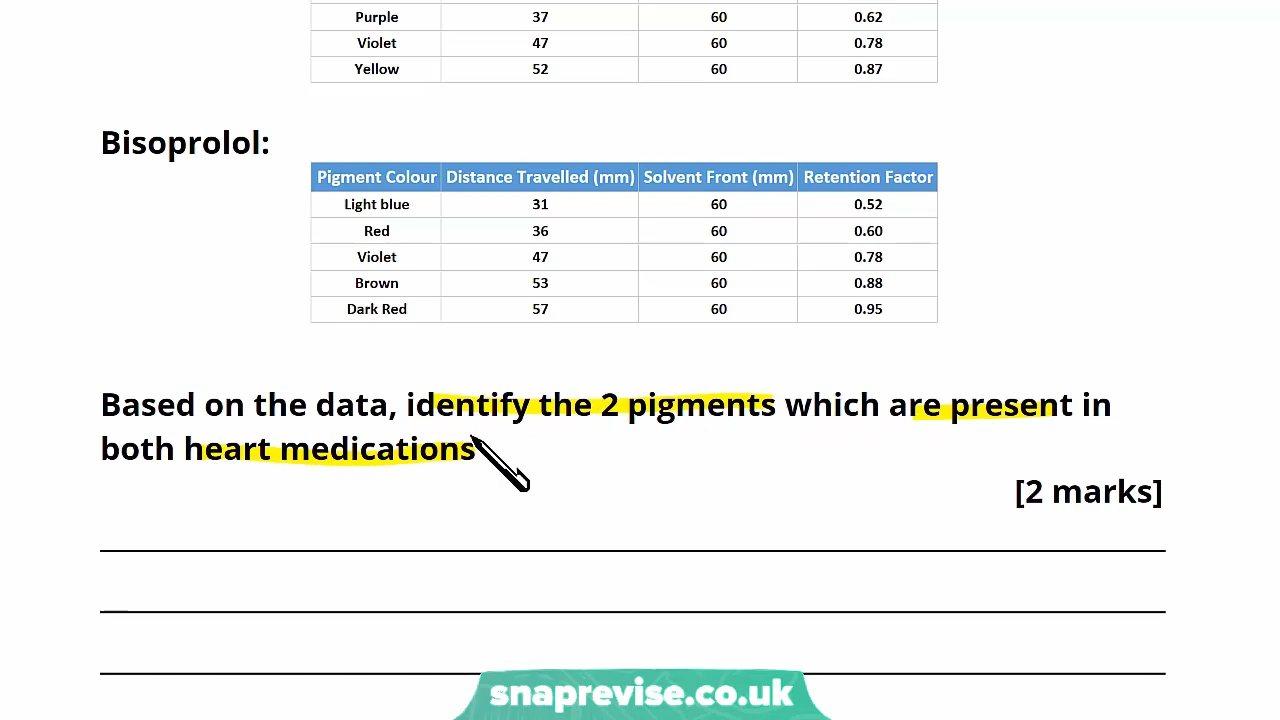 Purple 37 60 0.62
Violet 47 60 0.78
Yellow 52 60 0.87
Bisoprolol:
Pigment Colour Distance Travelled (mm) Solvent Front (mm) Retention Factor
Light blue 31 60 0.52
Red 36 60 0.60
Violet 47 60 0.78
Brown 53 60 0.88
Dark Red 57 60 0.95
Based on the data, identify the 2 pigments which are present in
both heart medications
[2 marks]
snaprevise.co.uk